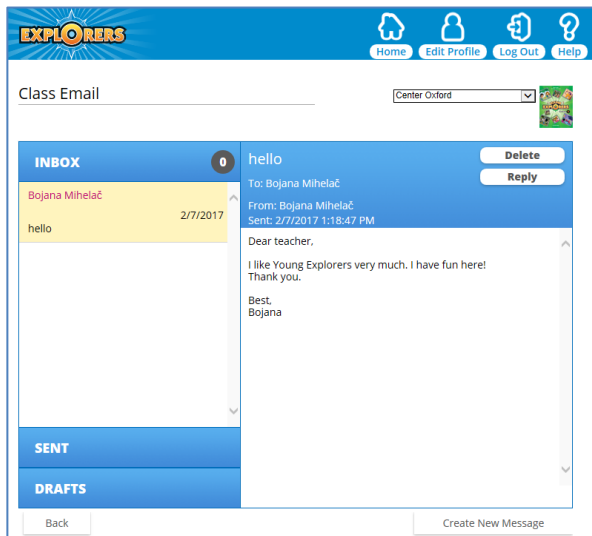 EXPLORERS
Home
Edit Profile
Log Out
Help
Class Email
Center Oxford
INBOX
0
Bojana Mihelač
2/7/2017
hello
hello
To: Bojana Mihelač
From: Bojana Mihelač
Sent: 2/7/2017 1:18:47 PM
Delete
Reply
Dear teacher,
I like Young Explorers very much. I have fun here!
Thank you.
Best,
Bojana
SENT
DRAFTS
Back
Create New Message